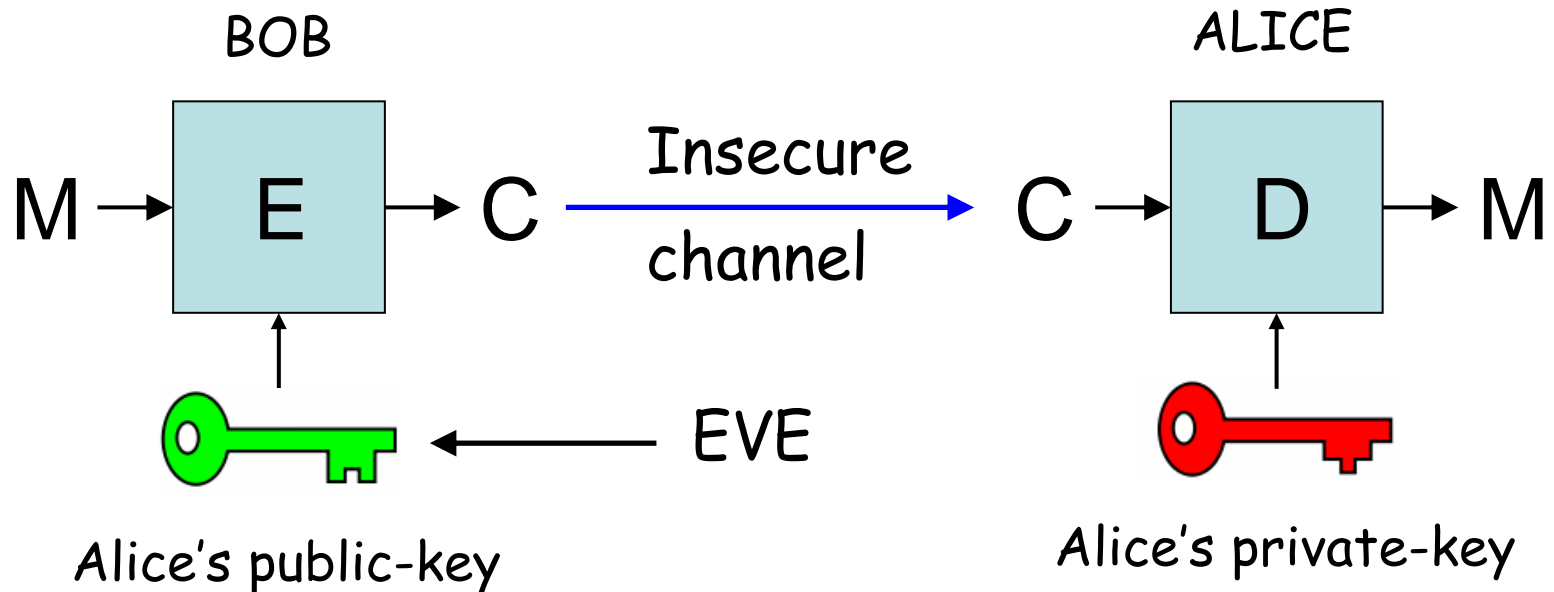 BOB
ALICE
Insecure
M E C C D M
channel
EVE
Alice's public-key
Alice's private-key